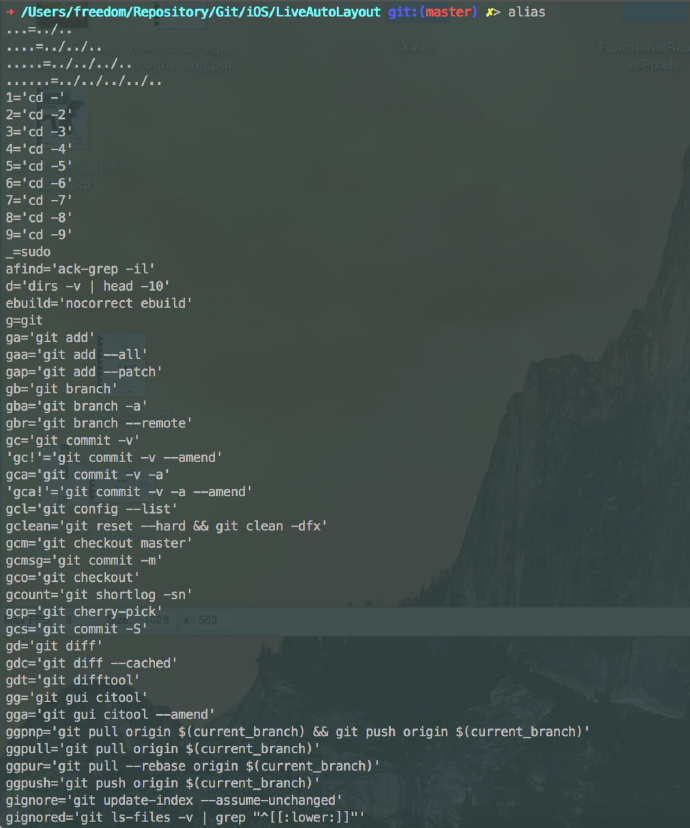 ➜ /Users/freedom/Repository/Git/iOS/LiveAutoLayout git:(master) ✗> alias
...=../..
....=../../..
.....=../../../..
......=../../../../..
1='cd -'
2='cd -2'
3='cd -3'
4='cd -4'
5='cd -5'
6='cd -6'
7='cd -7'
8='cd -8'
9='cd -9'
_=sudo
afind='ack-grep -il'
d='dirs -v | head -10'
ebuild='nocorrect ebuild'
g=git
ga='git add'
gaa='git add --all'
gap='git add --patch'
gb='git branch'
gba='git branch -a'
gbr='git branch --remote'
gc='git commit -v'
'gc!'='git commit -v --amend'
gca='git commit -v -a'
'gca!'='git commit -v -a --amend'
gcl='git config --list'
gclean='git reset --hard && git clean -dfx'
gcm='git checkout master'
gcmsg='git commit -m'
gco='git checkout'
gcount='git shortlog -sn'
gcp='git cherry-pick'
gcs='git commit -S'
gd='git diff'
gdc='git diff --cached'
gdt='git difftool'
gg='git gui citool'
gga='git gui citool --amend'
ggpnp='git pull origin $(current_branch) && git push origin $(current_branch)'
ggpull='git pull origin $(current_branch)'
ggpur='git pull --rebase origin $(current_branch)'
ggpush='git push origin $(current_branch)'
gignore='git update-index --assume-unchanged'
gignored='git ls-files -v | grep "^[[:lower:]]"'